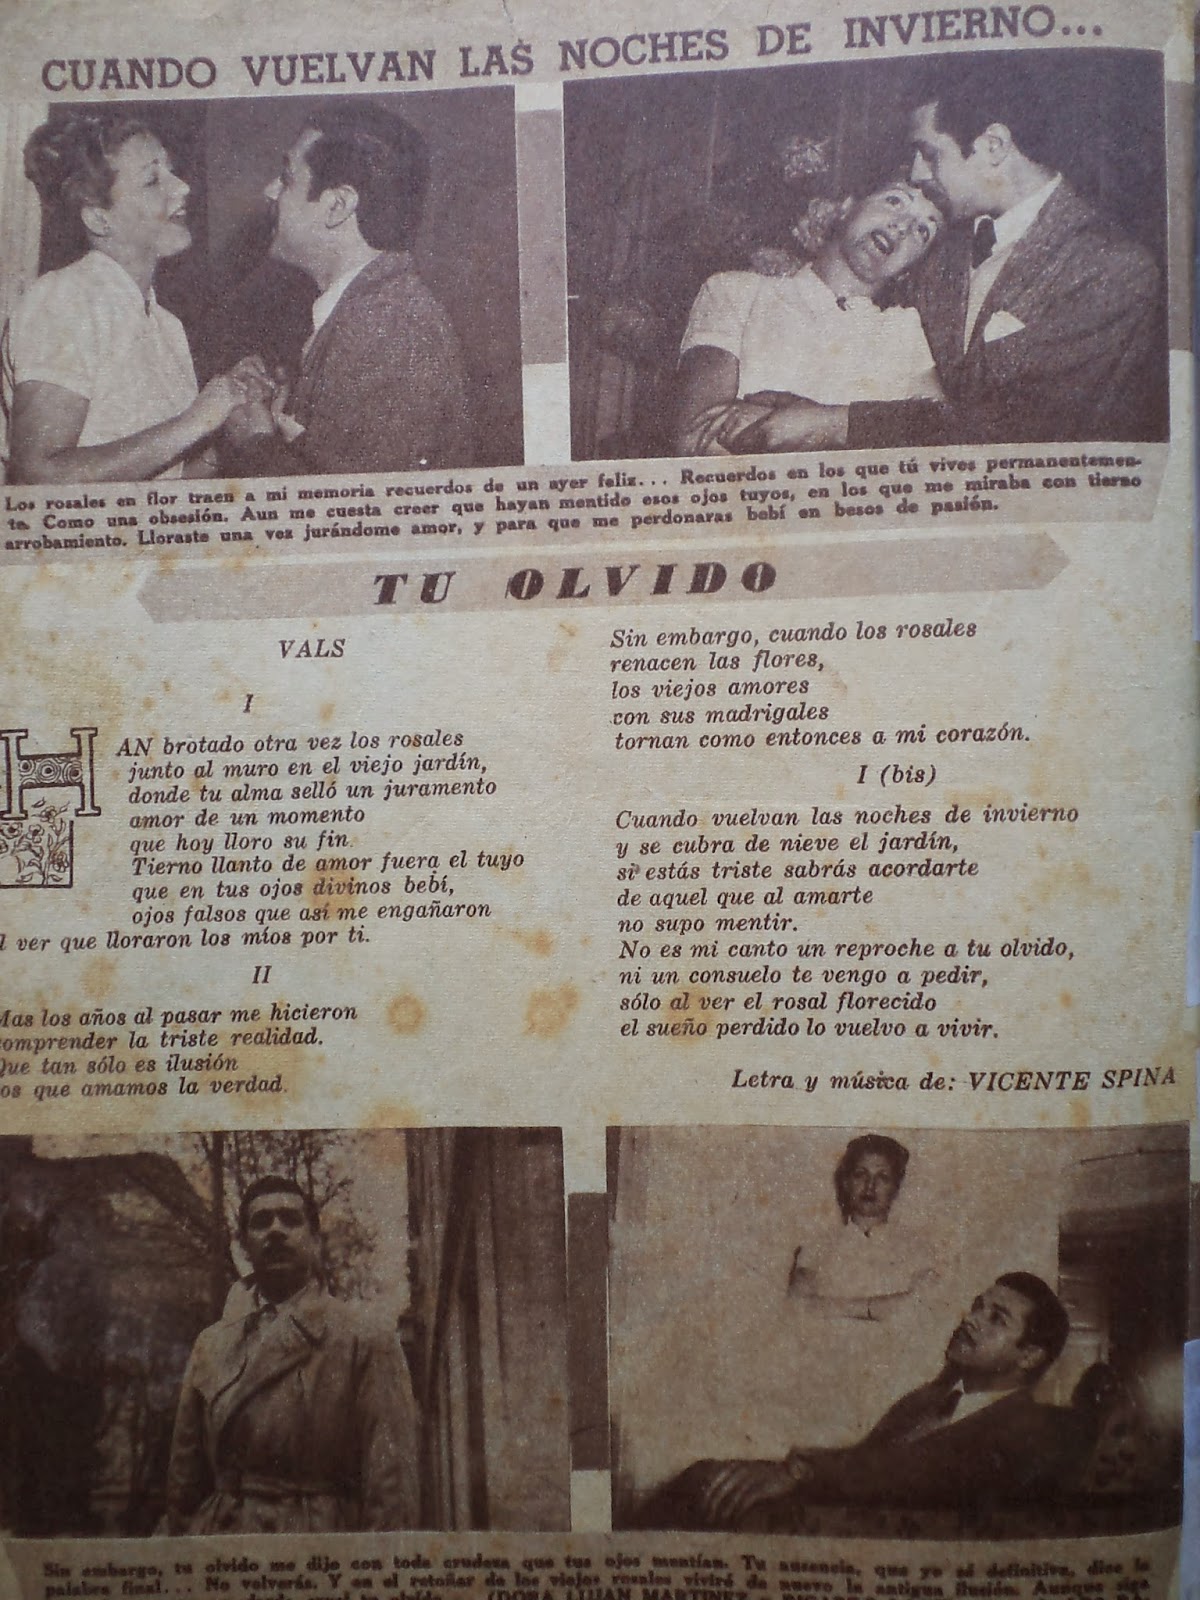 CUANDO VUELVAN LAS NOCHES DE INVIERNO...
Los rosales en flor traen a mi memoria recuerdos de un ayer feliz... Recuerdos en los que tú vives permanentemen-
te. Como una obsesión. Aun me cuesta creer que hayan mentido esos ojos tuyos, en los que me miraba con tierno
arrobamiento. Lloraste una vez jurándome amor, y para que me perdonaras bebí en besos de pasión.
TU OLVIDO
VALS
I
HAN brotado otra vez los rosales
junto al muro en el viejo jardín,
donde tu alma selló un juramento
amor de un momento
que hoy lloro su fin.
Tierno llanto de amor fuera el tuyo
que en tus ojos divinos bebí,
ojos falsos que así me engañaron
l ver que lloraron los míos por ti.
II
Mas los años al pasar me hicieron
comprender la triste realidad.
Que tan sólo es ilusión
os que amamos la verdad.
Sin embargo, cuando los rosales
renacen las flores,
los viejos amores
con sus madrigales
tornan como entonces a mi corazón.
I (bis)
Cuando vuelvan las noches de invierno
y se cubra de nieve el jardín,
si estás triste sabrás acordarte
de aquel que al amarte
no supo mentir.
No es mi canto un reproche a tu olvido,
ni un consuelo te vengo a pedir,
sólo al ver el rosal florecido
el sueño perdido lo vuelvo a vivir.
Letra y música de: VICENTE SPINA
Sin embargo, tu olvido me dijo con toda crudeza que tus ojos mentían. Tu ausencia, que yo sé definitiva, dice la
palabra final... No volverás. Y en el retoñar de los viejos rosales viviré de nuevo la antigua ilusión. Aunque siga
(DORA LUJAN MARTINEZ